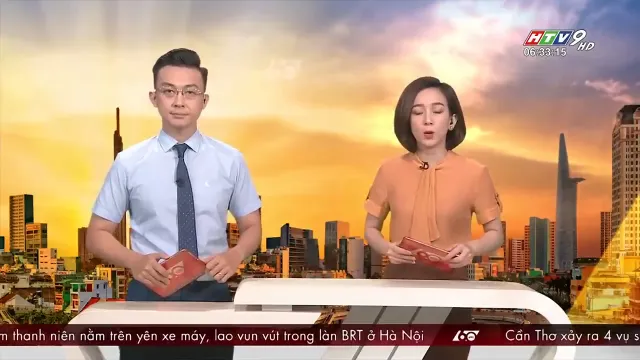 HTV9 HD
06:33:15
m thanh niên nằm trên yên xe máy, lao vun vút trong làn BRT ở Hà Nội 60 Cần Thơ xảy ra 4 vụ s